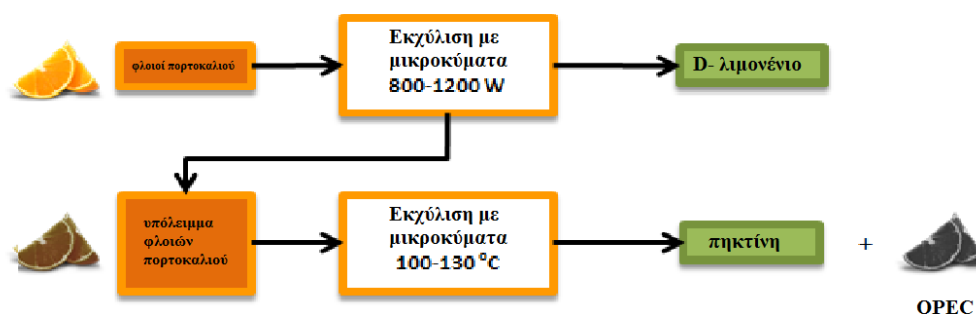 φλοιοί πορτοκαλιού
Εκχύλιση με
μικροκύματα
800-1200 W
D- λιμονένιο
υπόλειμμα
φλοιών
πορτοκαλιού
Εκχύλιση με
μικροκύματα
100-130 °C
πηκτίνη
+
OPEC